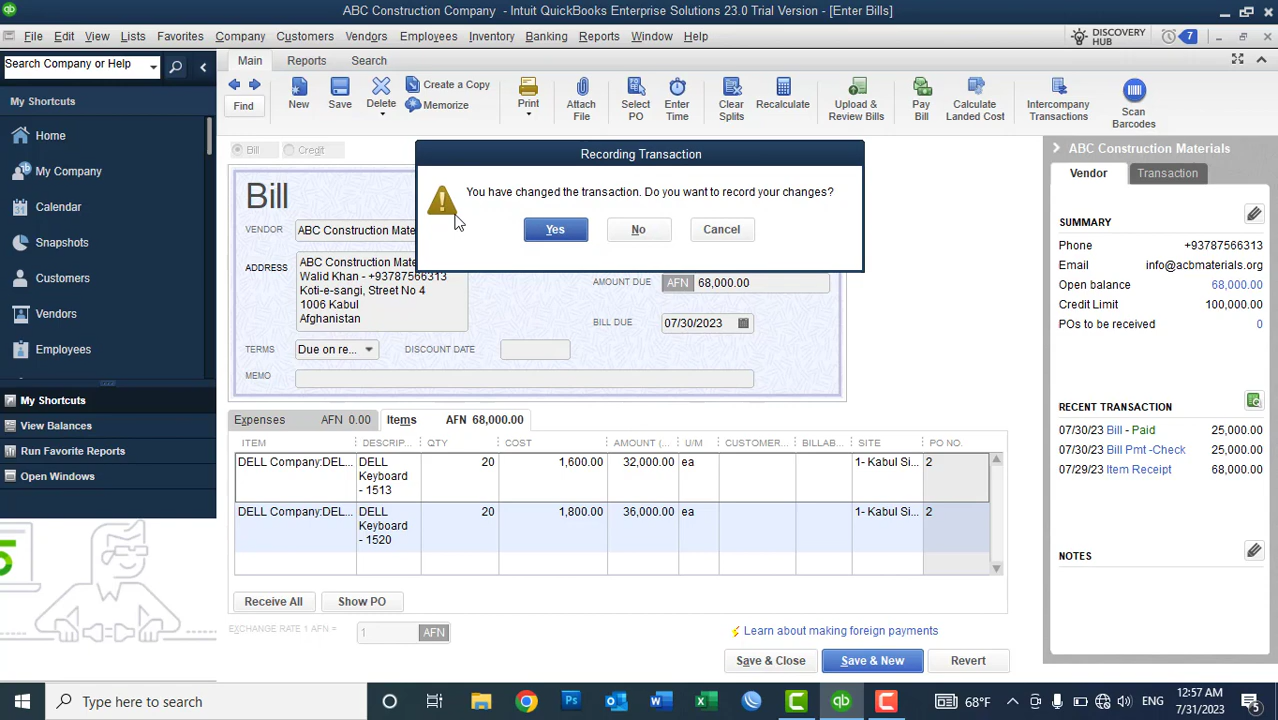 ABC Construction Company - Intuit QuickBooks Enterprise Solutions 23.0 Trial Version - [Enter Bills]
File Edit View Lists Favorites Company Customers Vendors Employees Inventory Banking Reports Window Help
DISCOVERY HUB
7
Search Company or Help
My Shortcuts
Home
My Company
Calendar
Snapshots
Customers
Vendors
Employees
My Shortcuts
View Balances
Run Favorite Reports
Open Windows
Main Reports Search
Find
New
Save
Delete
Create a Copy
Memorize
Print
Attach File
Select PO
Enter Time
Clear Splits
Recalculate
Upload & Review Bills
Pay Bill
Calculate Landed Cost
Intercompany Transactions
Scan Barcodes
Bill Credit
Recording Transaction
You have changed the transaction. Do you want to record your changes?
Yes No Cancel
Bill
VENDOR ABC Construction Mate
ADDRESS
ABC Construction Mate
Walid Khan - +93787566313
Koti-e-sangi, Street No 4
1006 Kabul
Afghanistan
AMOUNT DUE AFN 68,000.00
BILL DUE 07/30/2023
TERMS Due on re... DISCOUNT DATE
MEMO
Expenses AFN 0.00 Items AFN 68,000.00
ITEM DESCRIP... QTY COST AMOUNT (... U/M CUSTOMER... BILLAB... SITE PO NO.
DELL Company:DEL... DELL Keyboard - 1513 20 1,600.00 32,000.00 ea 1- Kabul Si... 2
DELL Company:DEL... DELL Keyboard - 1520 20 1,800.00 36,000.00 ea 1- Kabul Si... 2
Receive All Show PO
EXCHANGE RATE 1 AFN = 1 AFN
Learn about making foreign payments
Save & Close Save & New Revert
ABC Construction Materials
Vendor Transaction
SUMMARY
Phone +93787566313
Email info@acbmaterials.org
Open balance 68,000.00
Credit Limit 100,000.00
POs to be received 0
RECENT TRANSACTION
07/30/23 Bill - Paid 25,000.00
07/30/23 Bill Pmt -Check 25,000.00
07/29/23 Item Receipt 68,000.00
NOTES
Type here to search
68°F
ENG
12:57 AM
7/31/2023
5